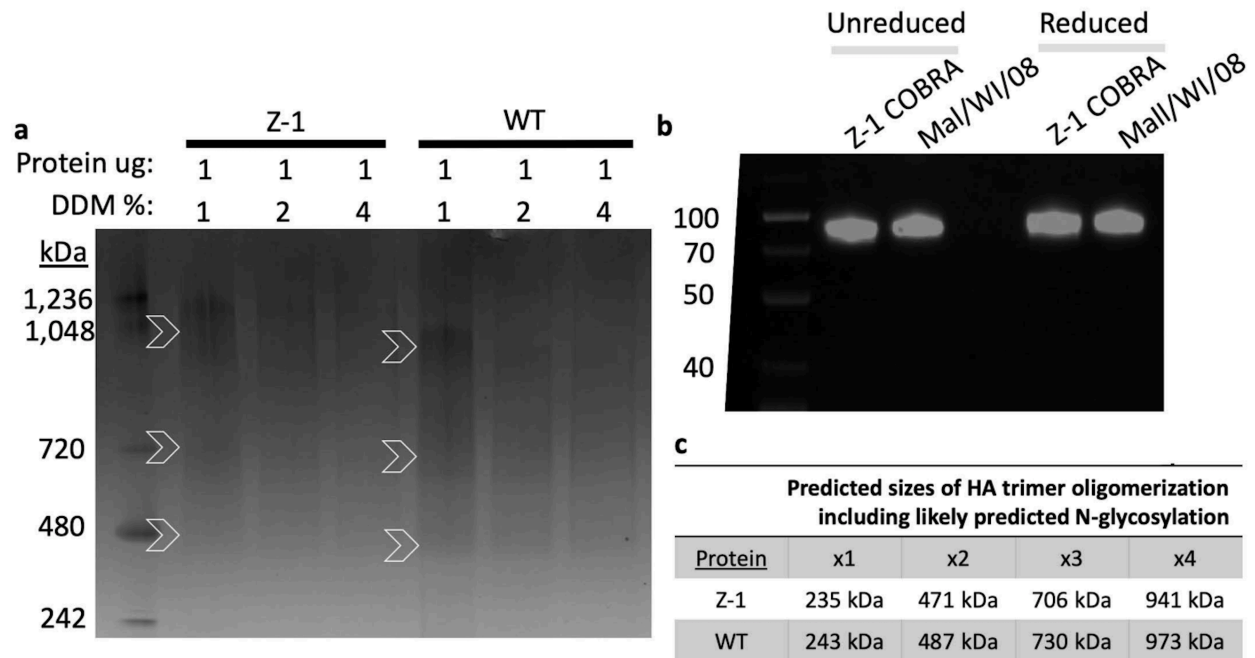 a
Z-1 WT
Protein ug: 1 1 1 1 1 1
DDM %: 1 2 4 1 2 4
kDa
1,236
1,048
720
480
242
b
Unreduced Reduced
Z-1 COBRA Mal/WI/08 Z-1 COBRA Mall/WI/08
100
70
50
40
c
Predicted sizes of HA trimer oligomerization
including likely predicted N-glycosylation
Protein x1 x2 x3 x4
Z-1 235 kDa 471 kDa 706 kDa 941 kDa
WT 243 kDa 487 kDa 730 kDa 973 kDa